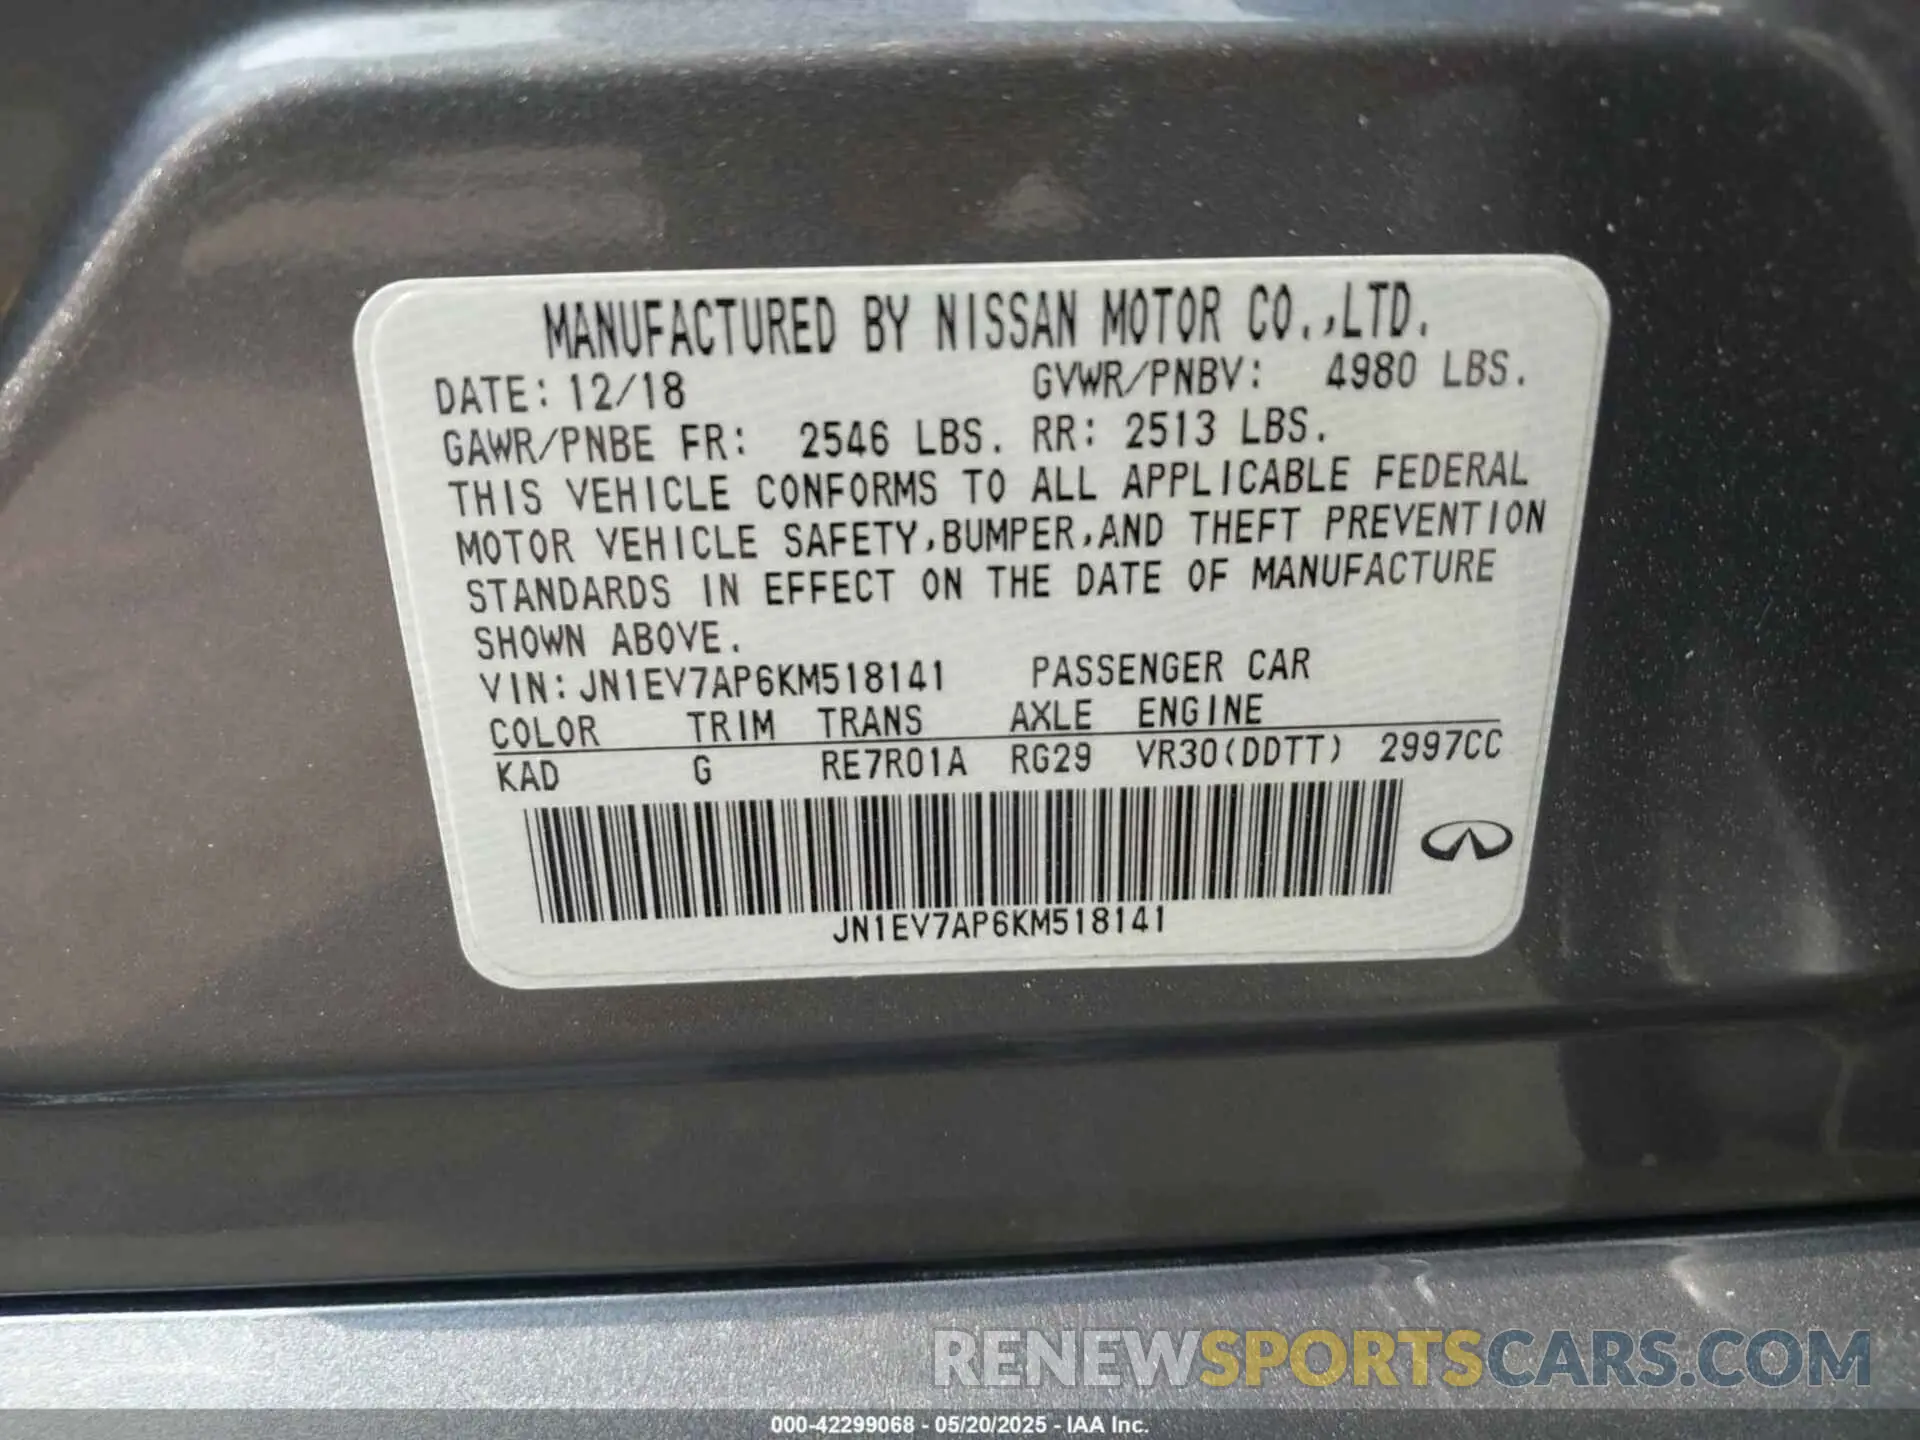 MANUFACTURED BY NISSAN MOTOR CO.,LTD.
DATE: 12/18 GVWR/PNBV: 4980 LBS.
GAWR/PNBE FR: 2546 LBS. RR: 2513 LBS.
THIS VEHICLE CONFORMS TO ALL APPLICABLE FEDERAL
MOTOR VEHICLE SAFETY,BUMPER,AND THEFT PREVENTION
STANDARDS IN EFFECT ON THE DATE OF MANUFACTURE
SHOWN ABOVE.
VIN: JN1EV7AP6KM518141 PASSENGER CAR
COLOR TRIM TRANS AXLE ENGINE
KAD G RE7R01A RG29 VR30(DDTT) 2997CC
JN1EV7AP6KM518141
RENEWSPORTSCARS.COM
000-42299068 - 05/20/2025 - IAA Inc.